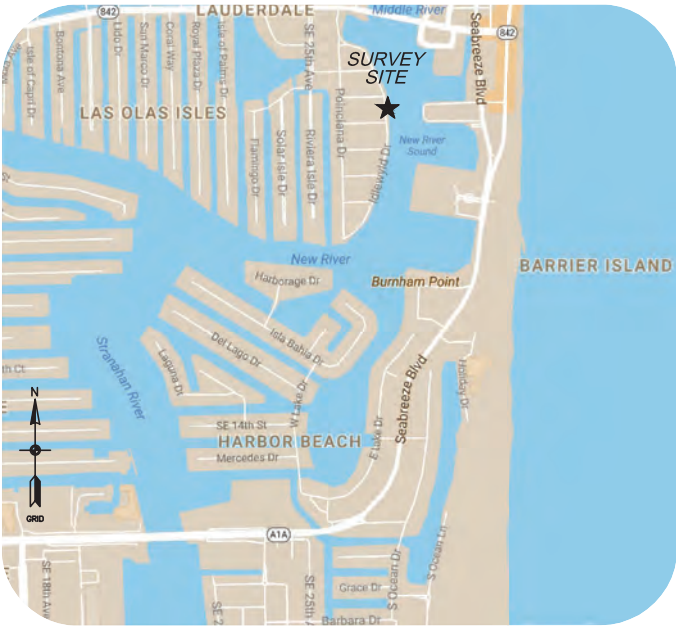 842
LAUDERDALE
Middle River
Seabreeze Blvd
842
Isle of Capri Dr
Bontona Ave
Lido Dr
San Marco Dr
Coral Way
Royal Plaza Dr
Isle of Palms Dr
SE 25th Ave
SURVEY
SITE
LAS OLAS ISLES
Poinciana Dr
New River
Sound
Flamingo Dr
Solar Isle Dr
Riviera Isle Dr
Idlewyld Dr
New River
BARRIER ISLAND
Harborage Dr
Burnham Point
Isla Bahia Dr
Del Lago Dr
Laguna Dr
Stranahan River
Seabreeze Blvd
Holiday Dr
th Ct
N
W Lake Dr
E Lake Dr
SE 14th St
HARBOR BEACH
Mercedes Dr
GRID
A1A
S Ocean Dr
S Ocean Ln
SE 18th Ave
SE 2
SE 25th A
Grace Dr
Barbara Dr